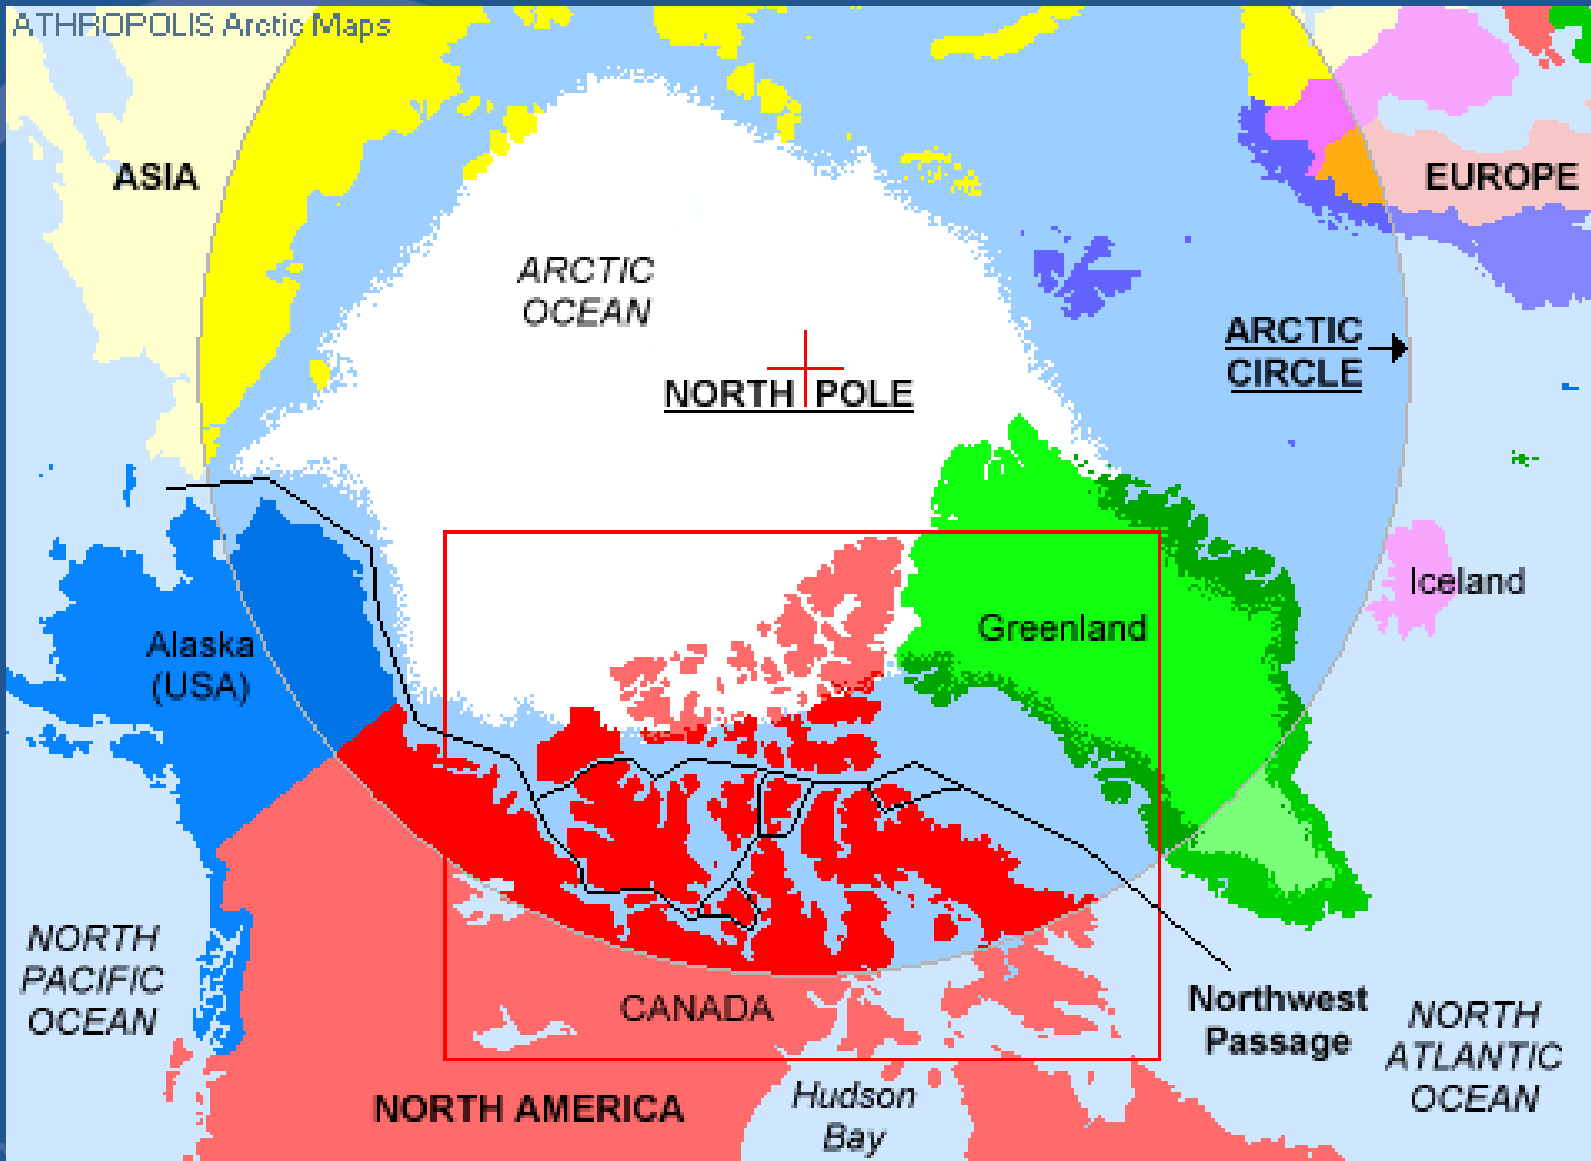 ATHROPOLIS Arctic Maps
ASIA
EUROPE
ARCTIC
OCEAN
ARCTIC
CIRCLE
NORTH POLE
Iceland
Greenland
Alaska
(USA)
NORTH
PACIFIC
OCEAN
CANADA
Northwest
Passage
NORTH
ATLANTIC
OCEAN
NORTH AMERICA
Hudson
Bay